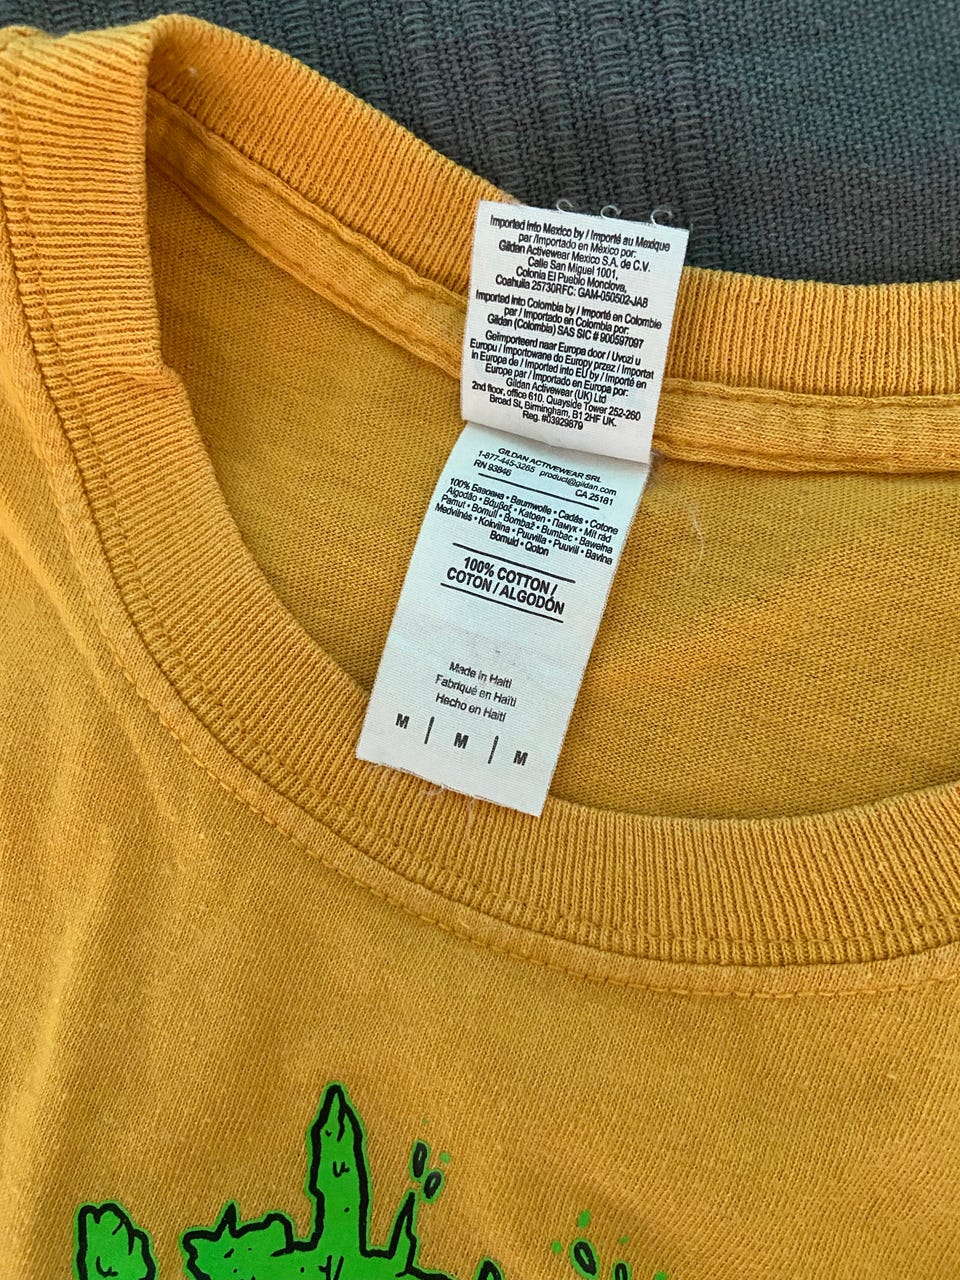 Imported into Mexico by / Importé au Mexique
par /Importado en México por:
Gildan Activewear Mexico S.A. de C.V.
Calle San Miguel 1001,
Colonia El Pueblo Monclova,
Coahuila 25730RFC: GAM-050502-JA8
Imported into Colombia by / Importé en Colombie
par / Importado en Colombia por:
Gildan (Colombia) SAS SIC # 900597097
Geïmporteerd naar Europa door / Uvozi u
Europu / Importowane do Europy przez / Importat
în Europa de / Imported into EU by / Importé en
Europe par / Importado en Europa por:
Gildan Activewear (UK) Ltd
2nd floor, office 610. Quayside Tower 252-260
Broad St, Birmingham, B1 2HF UK.
Reg. #03929879
GILDAN ACTIVEWEAR SRL
1-877-445-3265 product@gildan.com
RN 93846 CA 25181
100% Бавовна • Baumwolle • Cadás • Cotone
Algodão • Βάμβαξ • Katoen • Памук • Mit rád
Pamut • Bomull • Bombaž • Bumbac • Bawełna
Medvilnės • Kokvilna • Puuvilla • Puuvill • Bavlna
Bomuld • Qoton
100% COTTON /
COTON / ALGODÓN
Made in Haiti
Fabriqué en Haïti
Hecho en Haití
M | M | M